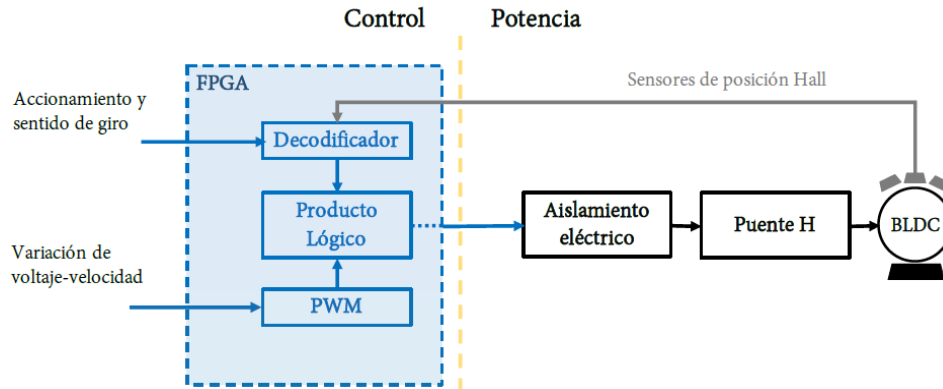 Control
Potencia
FPGA
Sensores de posición Hall
Accionamiento y
sentido de giro
Decodificador
Producto
Lógico
Aislamiento
eléctrico
Puente H
BLDC
Variación de
voltaje-velocidad
PWM